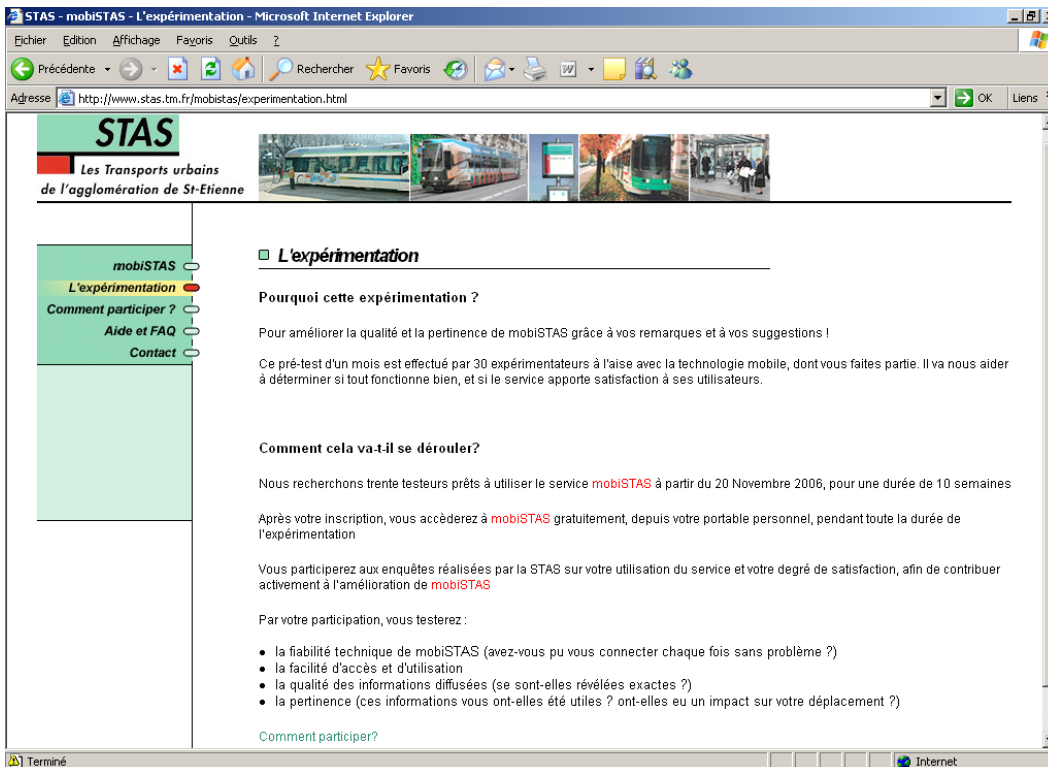 STAS - mobiSTAS - L'expérimentation - Microsoft Internet Explorer
Fichier Edition Affichage Favoris Outils ?
Précédente Rechercher Favoris
Adresse http://www.stas.tm.fr/mobistas/experimentation.html OK Liens
STAS
Les Transports urbains
de l'agglomération de St-Etienne
mobiSTAS
L'expérimentation
Comment participer ?
Aide et FAQ
Contact
L'expérimentation
Pourquoi cette expérimentation ?
Pour améliorer la qualité et la pertinence de mobiSTAS grâce à vos remarques et à vos suggestions !
Ce pré-test d'un mois est effectué par 30 expérimentateurs à l'aise avec la technologie mobile, dont vous faites partie. Il va nous aider
à déterminer si tout fonctionne bien, et si le service apporte satisfaction à ses utilisateurs.
Comment cela va-t-il se dérouler?
Nous recherchons trente testeurs prêts à utiliser le service mobiSTAS à partir du 20 Novembre 2006, pour une durée de 10 semaines
Après votre inscription, vous accèderez à mobiSTAS gratuitement, depuis votre portable personnel, pendant toute la durée de
l'expérimentation
Vous participerez aux enquêtes réalisées par la STAS sur votre utilisation du service et votre degré de satisfaction, afin de contribuer
activement à l'amélioration de mobiSTAS
Par votre participation, vous testerez :
• la fiabilité technique de mobiSTAS (avez-vous pu vous connecter chaque fois sans problème ?)
• la facilité d'accès et d'utilisation
• la qualité des informations diffusées (se sont-elles révélées exactes ?)
• la pertinence (ces informations vous ont-elles été utiles ? ont-elles eu un impact sur votre déplacement ?)
Comment participer?
Terminé Internet